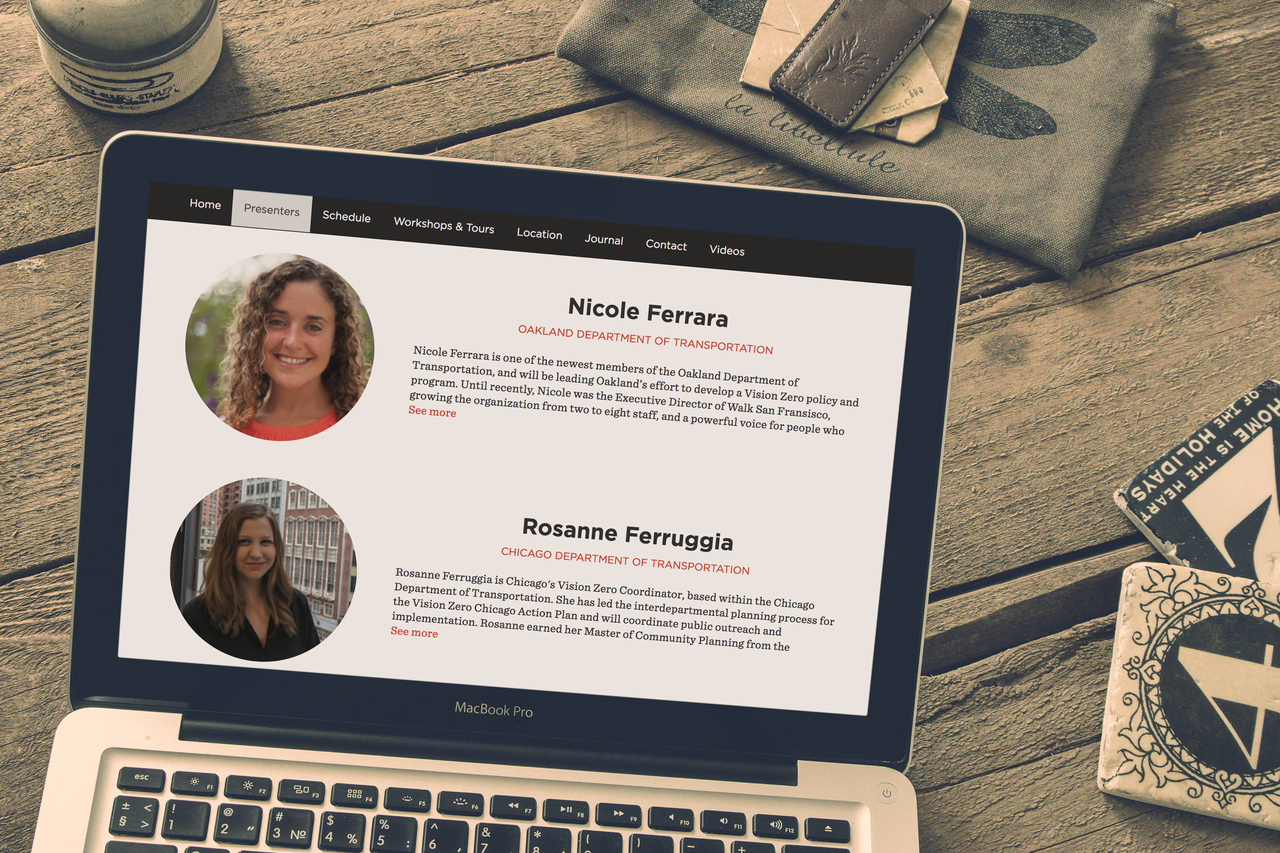 la libellule
Home Presenters Schedule Workshops & Tours Location Journal Contact Videos
Nicole Ferrara
OAKLAND DEPARTMENT OF TRANSPORTATION
Nicole Ferrara is one of the newest members of the Oakland Department of
Transportation, and will be leading Oakland's effort to develop a Vision Zero policy and
program. Until recently, Nicole was the Executive Director of Walk San Fransisco,
growing the organization from two to eight staff, and a powerful voice for people who
See more
Rosanne Ferruggia
CHICAGO DEPARTMENT OF TRANSPORTATION
Rosanne Ferruggia is Chicago's Vision Zero Coordinator, based within the Chicago
Department of Transportation. She has led the interdepartmental planning process for
the Vision Zero Chicago Action Plan and will coordinate public outreach and
implementation. Rosanne earned her Master of Community Planning from the
See more
HOME IS THE HEART
OF THE HOLIDAYS
MacBook Pro
esc F1 F2 F3 F4 F5 F6 F7 F8 F9 F10 F11 F12
± < ! @ # $ % ^ & * (
§ > 1 2 " 3 № 4 % 5 : 6 , 7 8